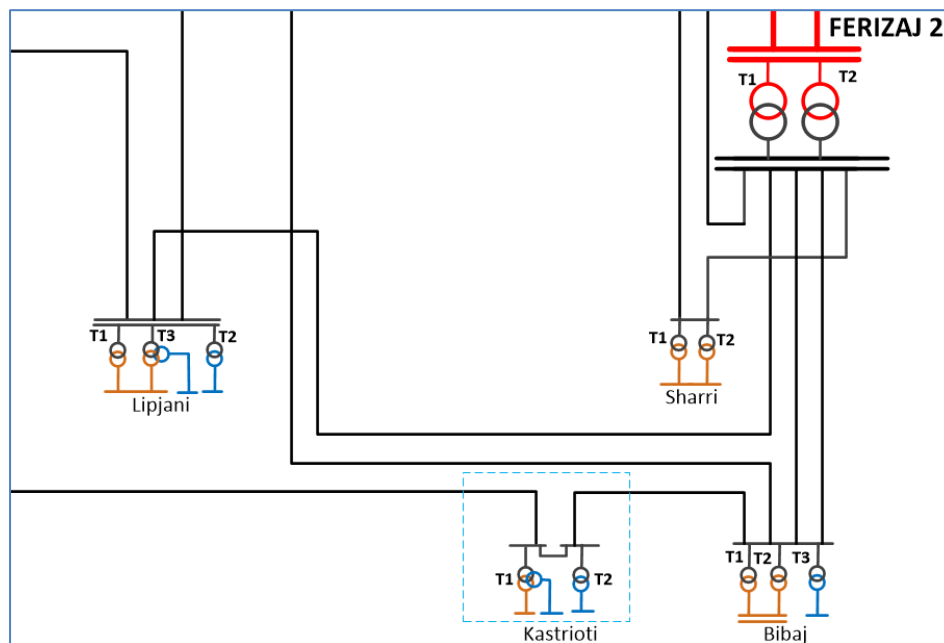 FERIZAJ 2
T1 T2
T1 T3 T2
Lipjani
T1 T2
Sharri
T1 T2
Kastrioti
T1 T2 T3
Bibaj